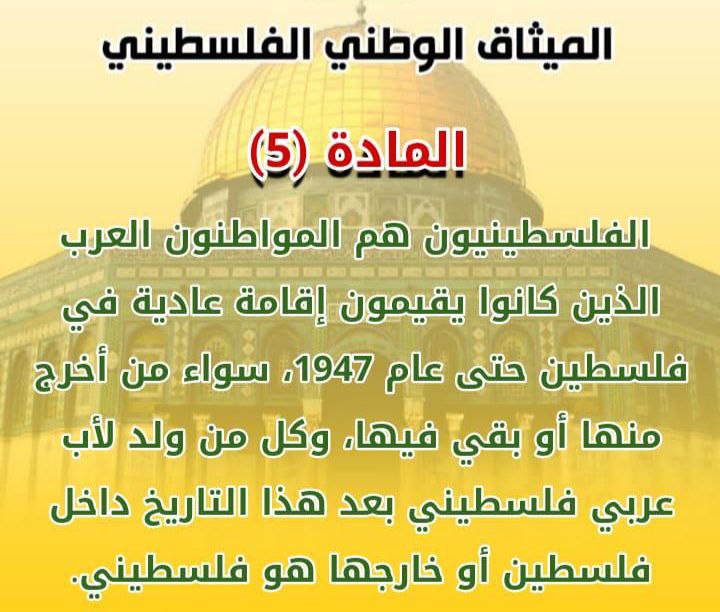 الميثاق الوطني الفلسطيني
المادة (5)
الفلسطينيون هم المواطنون العرب
الذين كانوا يقيمون إقامة عادية في
فلسطين حتى عام 1947، سواء من أخرج
منها أو بقي فيها، وكل من ولد لأب
عربي فلسطيني بعد هذا التاريخ داخل
فلسطين أو خارجها هو فلسطيني.